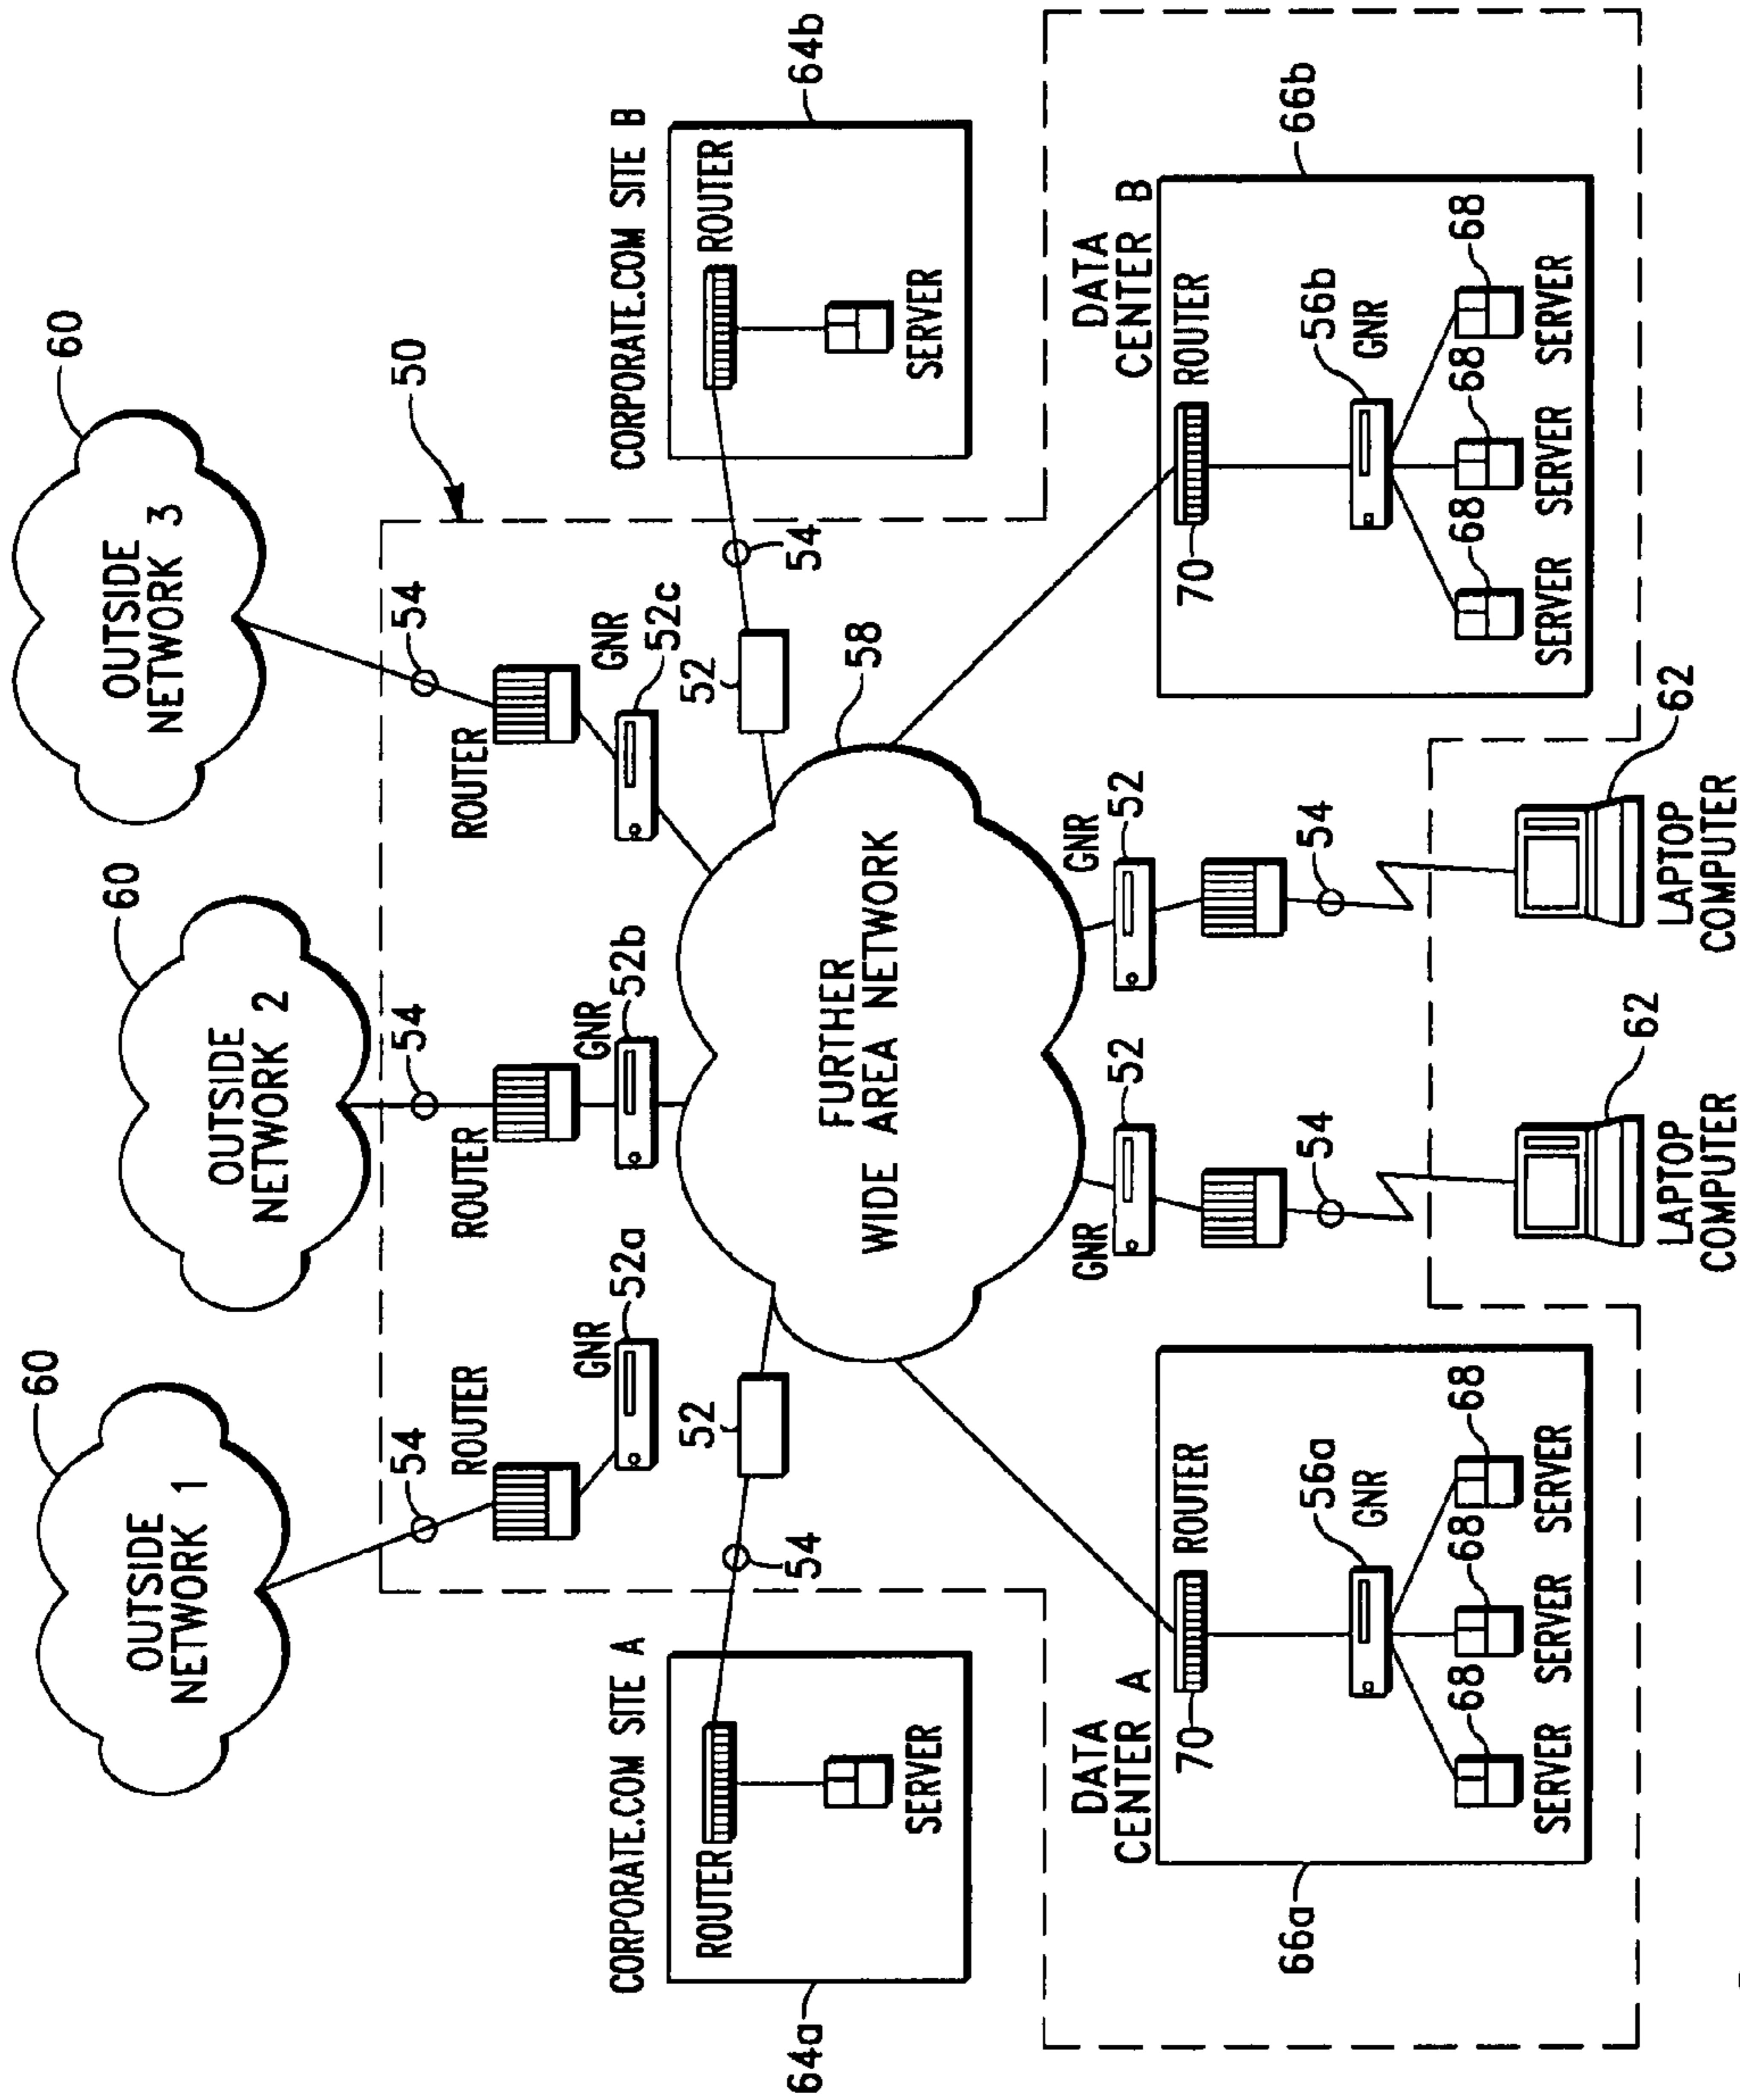 60
60
60
OUTSIDE
NETWORK 1
OUTSIDE
NETWORK 2
OUTSIDE
NETWORK 3
54
54
54
50
ROUTER
ROUTER
ROUTER
GNR
52a
GNR
52b
GNR
52c
CORPORATE.COM SITE A
CORPORATE.COM SITE B
ROUTER
ROUTER
52
52
54
54
SERVER
SERVER
64a
64b
58
FURTHER
WIDE AREA NETWORK
DATA
CENTER A
DATA
CENTER B
GNR
52
GNR
52
70
ROUTER
70
ROUTER
54
54
56a
GNR
56b
GNR
66a
66b
68
68
68
68
68
68
SERVER
SERVER
SERVER
SERVER
SERVER
SERVER
62
62
LAPTOP
COMPUTER
LAPTOP
COMPUTER